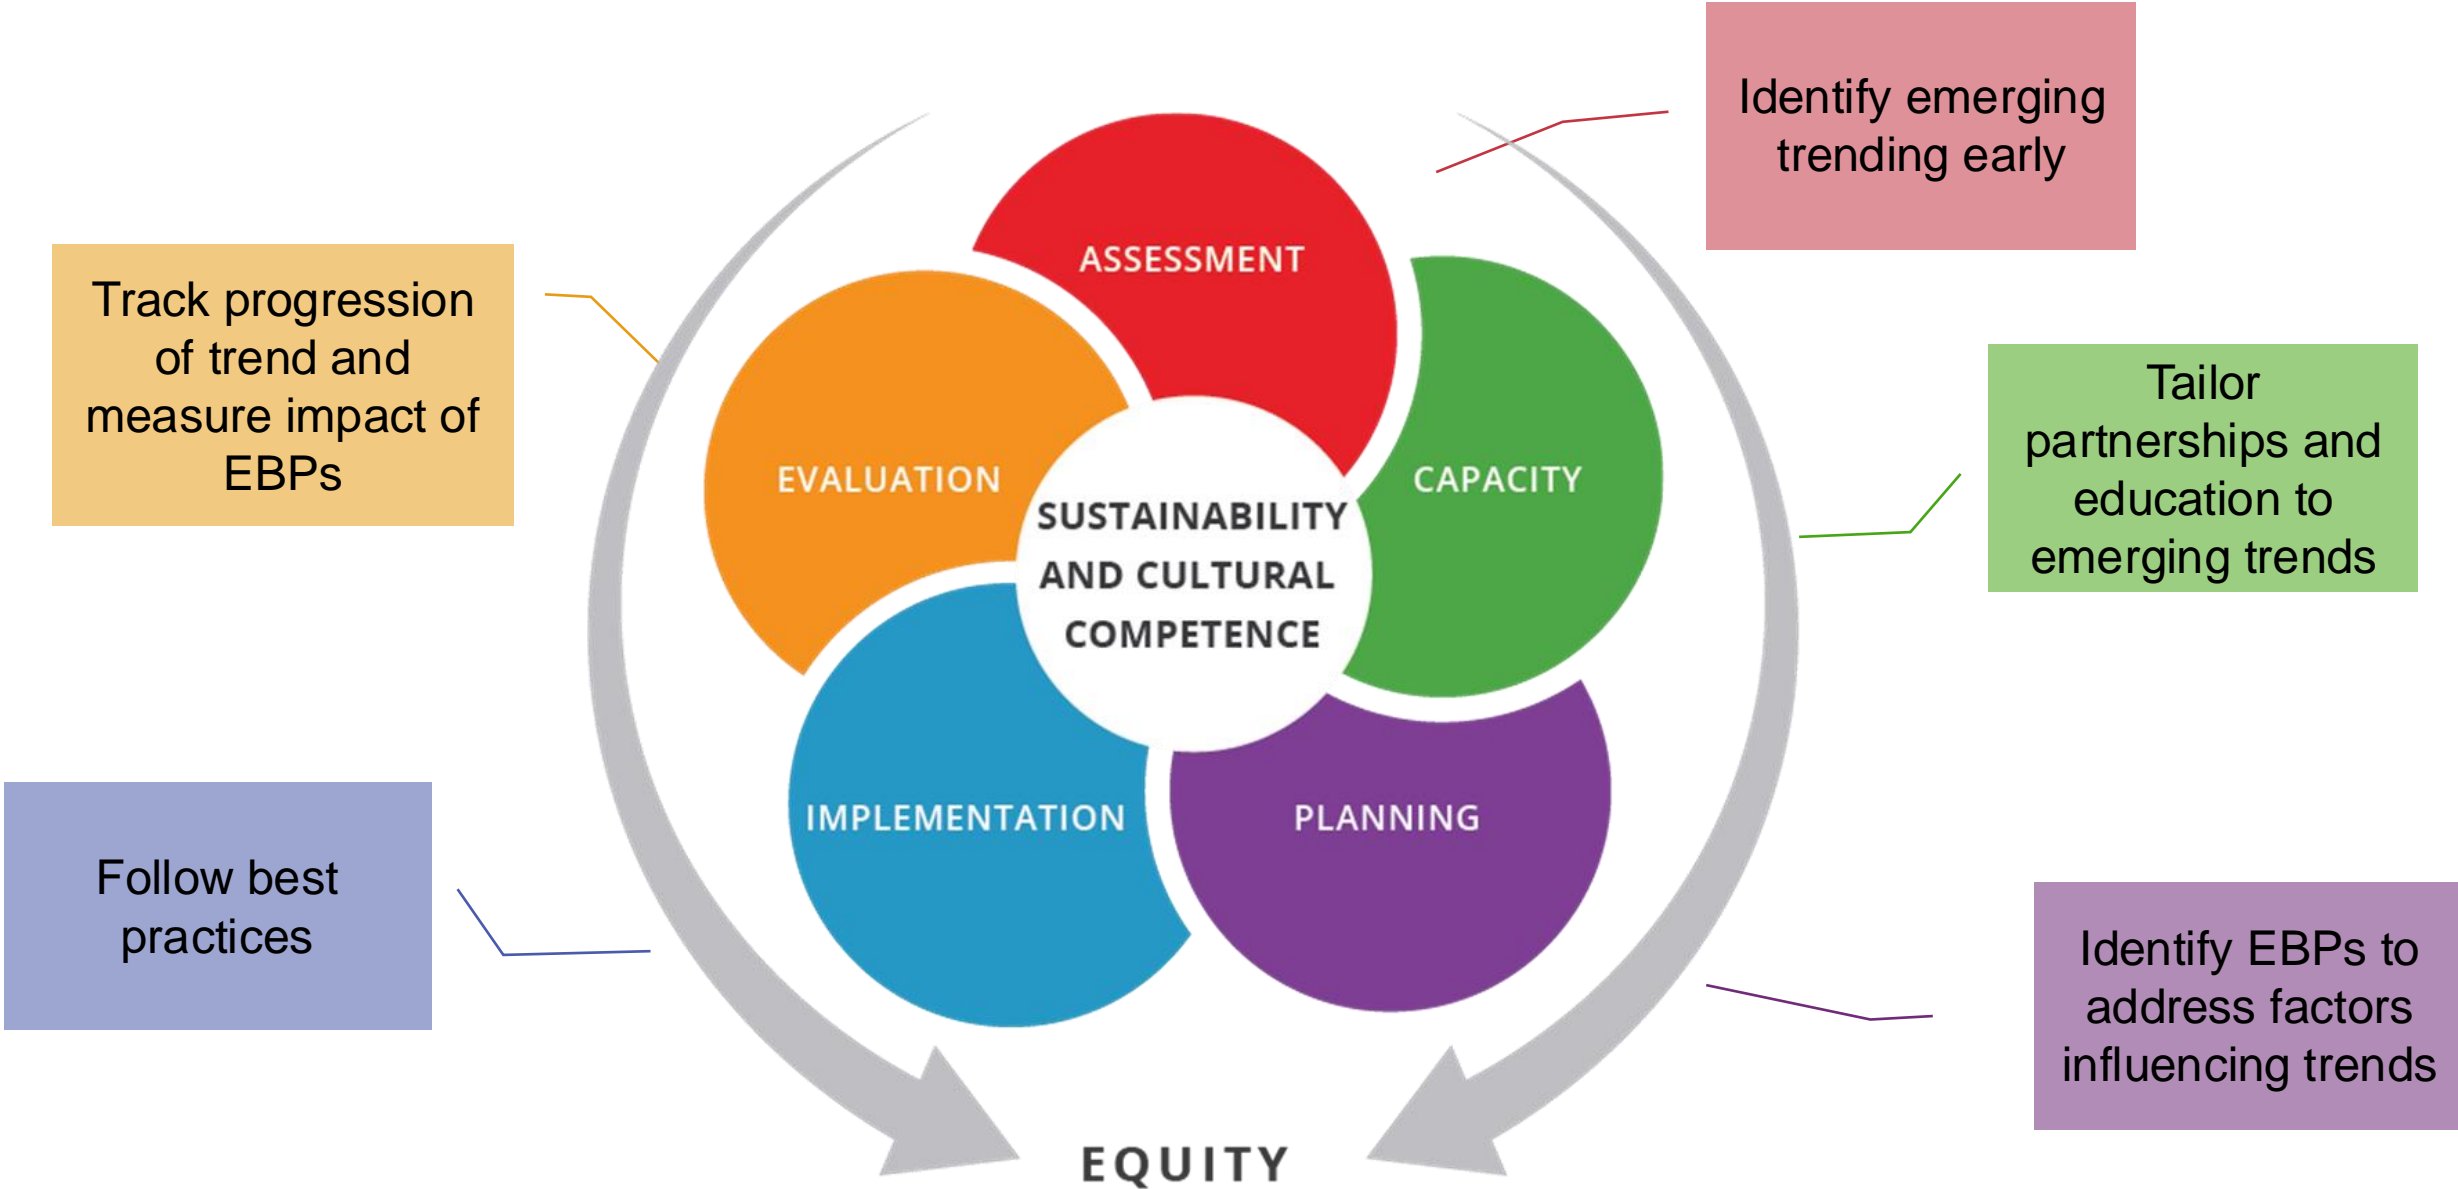 Identify emerging
trending early
ASSESSMENT
Track progression
of trend and
measure impact of
EBPs
EVALUATION
CAPACITY
Tailor
partnerships and
education to
emerging trends
SUSTAINABILITY
AND CULTURAL
COMPETENCE
IMPLEMENTATION
PLANNING
Follow best
practices
Identify EBPs to
address factors
influencing trends
EQUITY